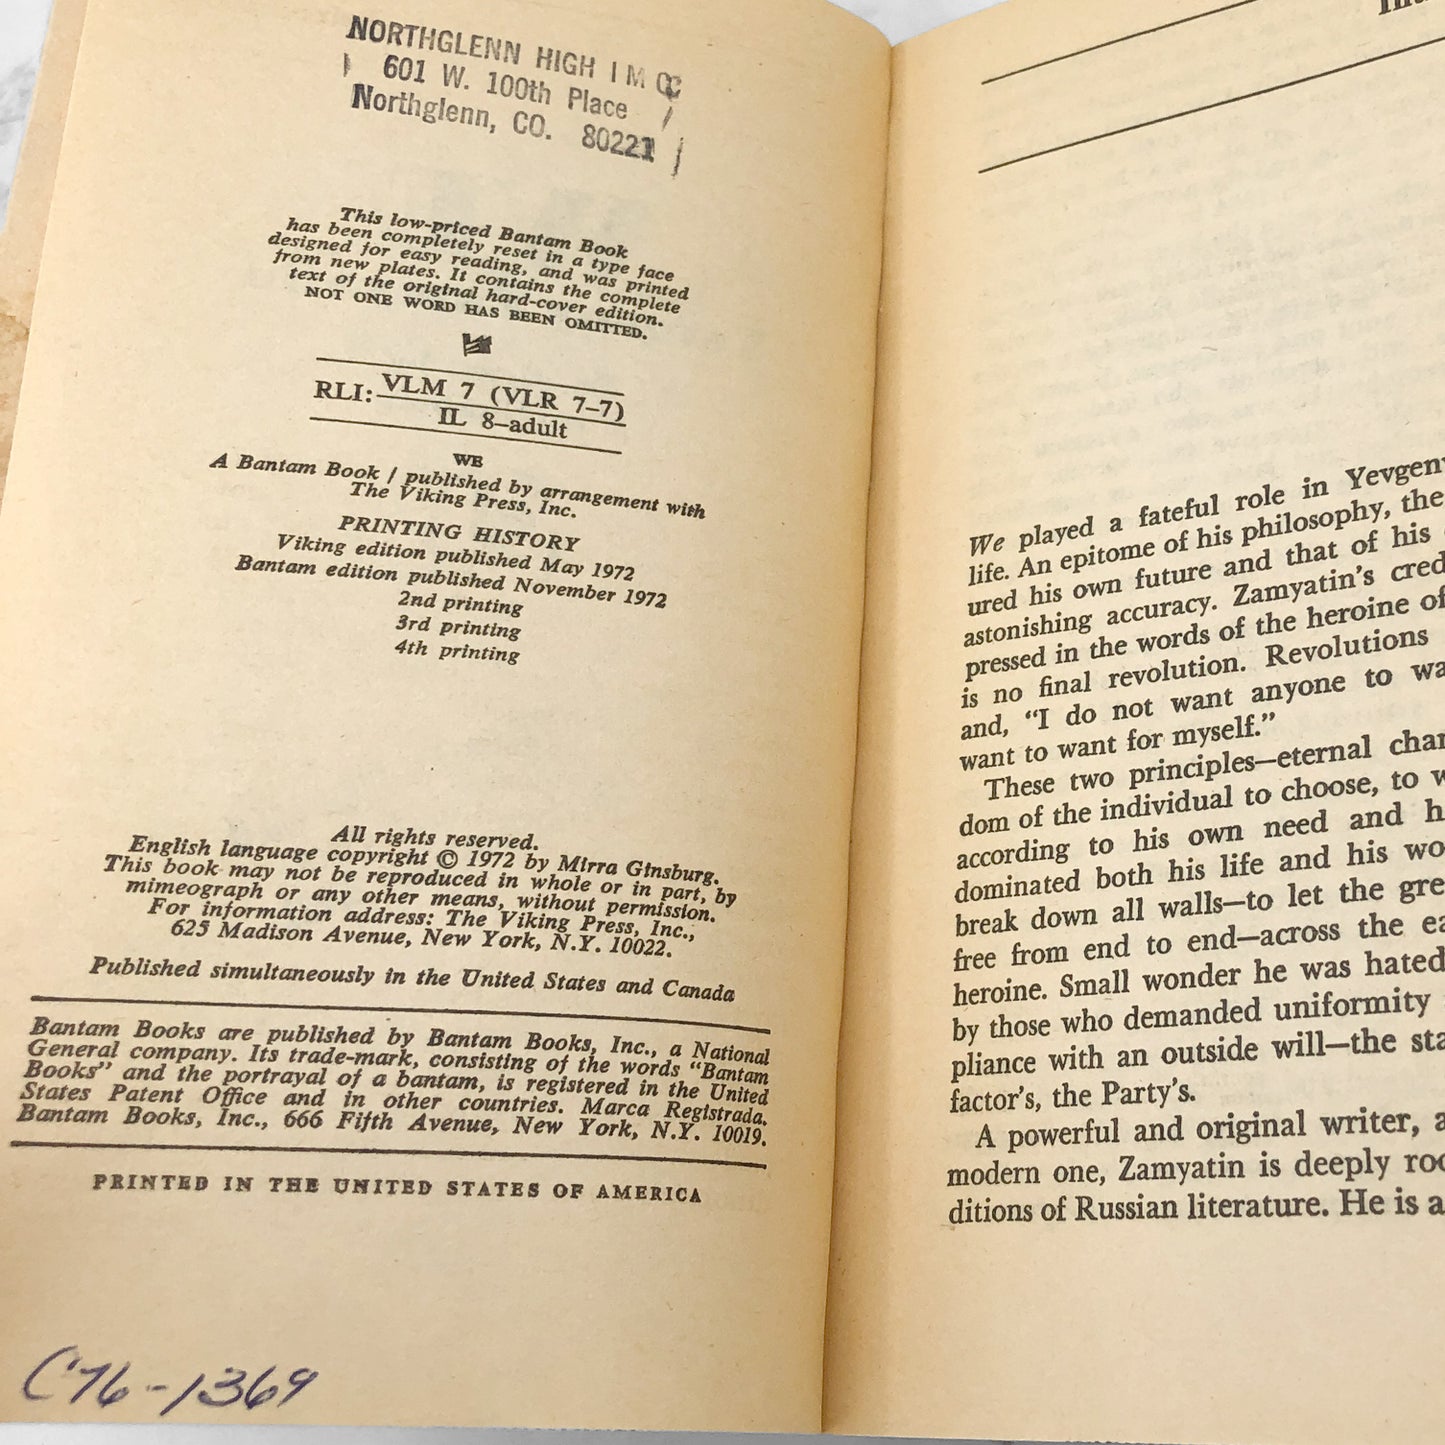 NORTHGLENN HIGH I M C
601 W. 100th Place
Northglenn, CO. 80221
This low-priced Bantam Book
has been completely reset in a type face
designed for easy reading, and was printed
from new plates. It contains the complete
text of the original hard-cover edition.
NOT ONE WORD HAS BEEN OMITTED.
RLI: VLM 7 (VLR 7–7)
IL 8–adult
WE
A Bantam Book / published by arrangement with
The Viking Press, Inc.
PRINTING HISTORY
Viking edition published May 1972
Bantam edition published November 1972
2nd printing
3rd printing
4th printing
All rights reserved.
English language copyright © 1972 by Mirra Ginsburg.
This book may not be reproduced in whole or in part, by
mimeograph or any other means, without permission.
For information address: The Viking Press, Inc.,
625 Madison Avenue, New York, N.Y. 10022.
Published simultaneously in the United States and Canada
Bantam Books are published by Bantam Books, Inc., a National
General company. Its trade-mark, consisting of the words "Bantam
Books" and the portrayal of a bantam, is registered in the United
States Patent Office and in other countries. Marca Registrada.
Bantam Books, Inc., 666 Fifth Avenue, New York, N.Y. 10019.
PRINTED IN THE UNITED STATES OF AMERICA
C76-1369
We played a fateful role in Yevgeny
life. An epitome of his philosophy, the
ured his own future and that of his
astonishing accuracy. Zamyatin's cred
pressed in the words of the heroine of
is no final revolution. Revolutions
and, "I do not want anyone to wa
want to want for myself."
These two principles—eternal chan
dom of the individual to choose, to w
according to his own need and h
dominated both his life and his wo
break down all walls—to let the gre
free from end to end—across the ea
heroine. Small wonder he was hated
by those who demanded uniformity
pliance with an outside will—the sta
factor's, the Party's.
A powerful and original writer, a
modern one, Zamyatin is deeply roo
ditions of Russian literature. He is a